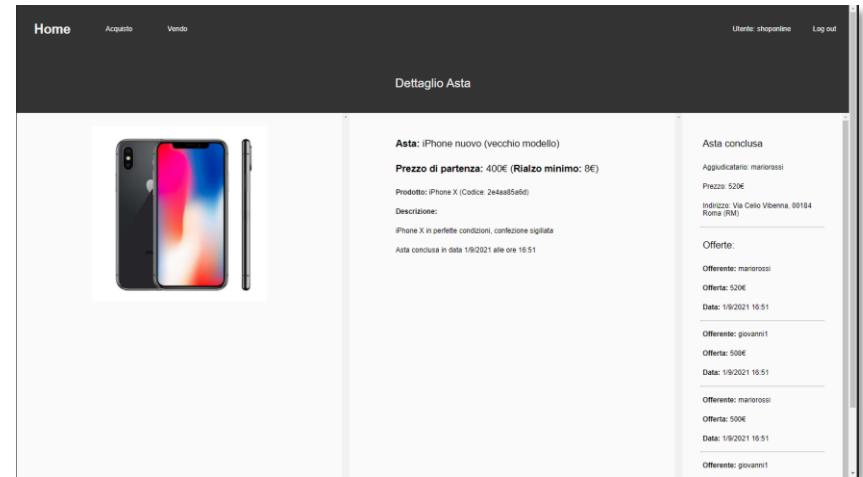 Home Acquisto Vendo Utente: shoponline Log out
Dettaglio Asta
Asta: iPhone nuovo (vecchio modello)
Prezzo di partenza: 400€ (Rialzo minimo: 8€)
Prodotto: iPhone X (Codice: 2e4aa85a6d)
Descrizione:
iPhone X in perfette condizioni, confezione sigillata
Asta conclusa in data 1/9/2021 alle ore 16:51
Asta conclusa
Aggiudicatario: mariorossi
Prezzo: 520€
Indirizzo: Via Celio Vibenna, 00184
Roma (RM)
Offerte:
Offerente: mariorossi
Offerta: 520€
Data: 1/9/2021 16:51
Offerente: giovanni1
Offerta: 508€
Data: 1/9/2021 16:51
Offerente: mariorossi
Offerta: 500€
Data: 1/9/2021 16:51
Offerente: giovanni1